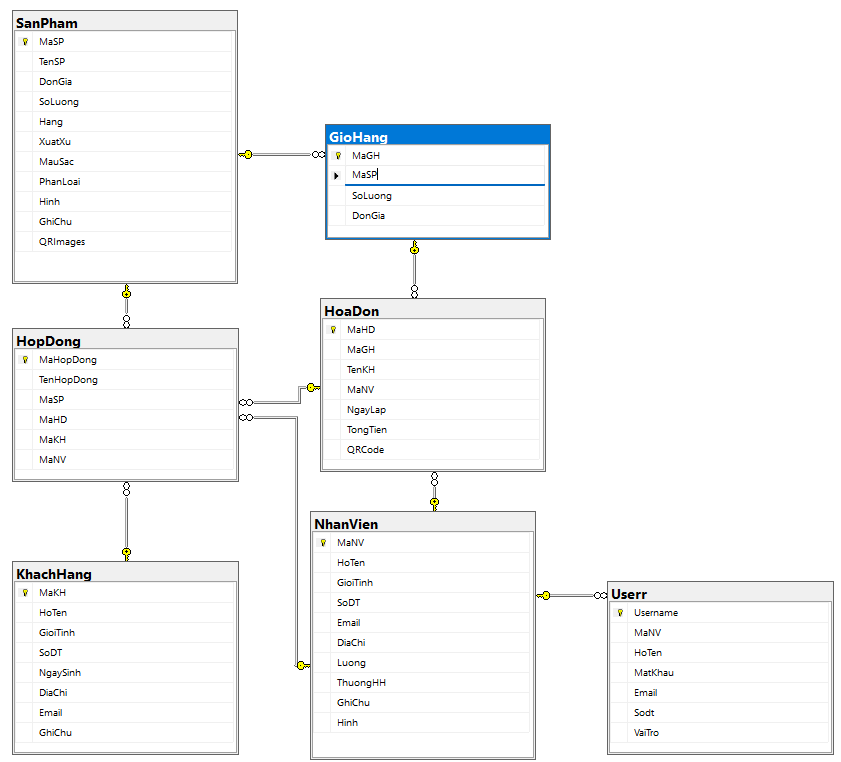 SanPham
MaSP
TenSP
DonGia
SoLuong
Hang
XuatXu
MauSac
PhanLoai
Hinh
GhiChu
QRImages
GioHang
MaGH
MaSP
SoLuong
DonGia
HopDong
MaHopDong
TenHopDong
MaSP
MaHD
MaKH
MaNV
HoaDon
MaHD
MaGH
TenKH
MaNV
NgayLap
TongTien
QRCode
KhachHang
MaKH
HoTen
GioiTinh
SoDT
NgaySinh
DiaChi
Email
GhiChu
NhanVien
MaNV
HoTen
GioiTinh
SoDT
Email
DiaChi
Luong
ThuongHH
GhiChu
Hinh
Userr
Username
MaNV
HoTen
MatKhau
Email
Sodt
VaiTro